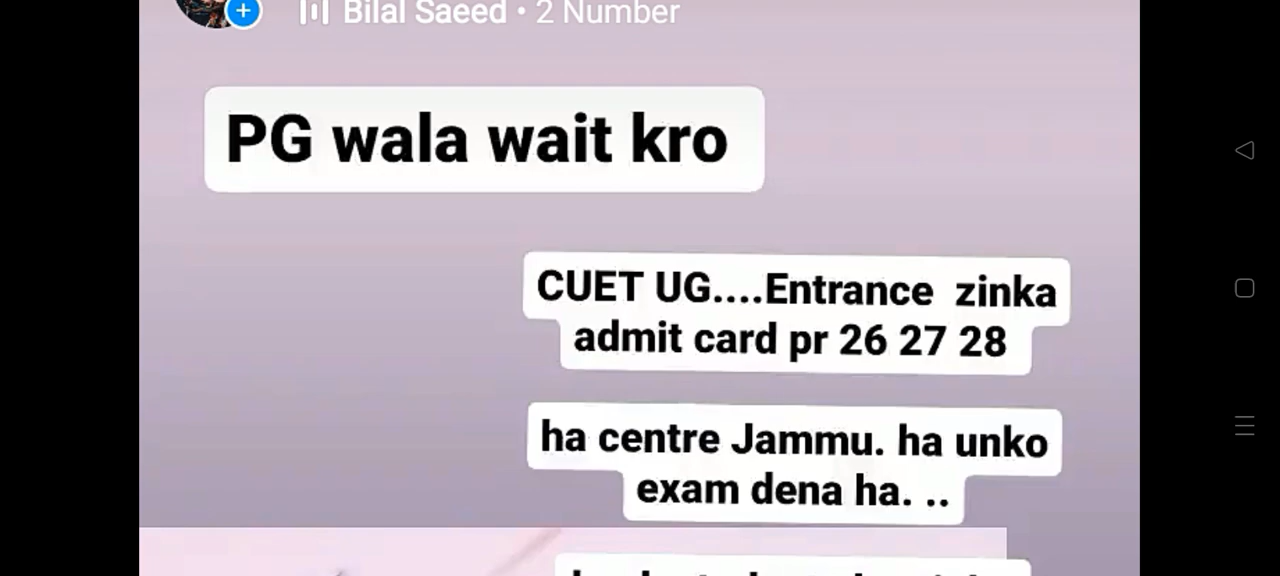 Bilal Saeed • 2 Number
PG wala wait kro
CUET UG....Entrance zinka
admit card pr 26 27 28
ha centre Jammu. ha unko
exam dena ha. ..